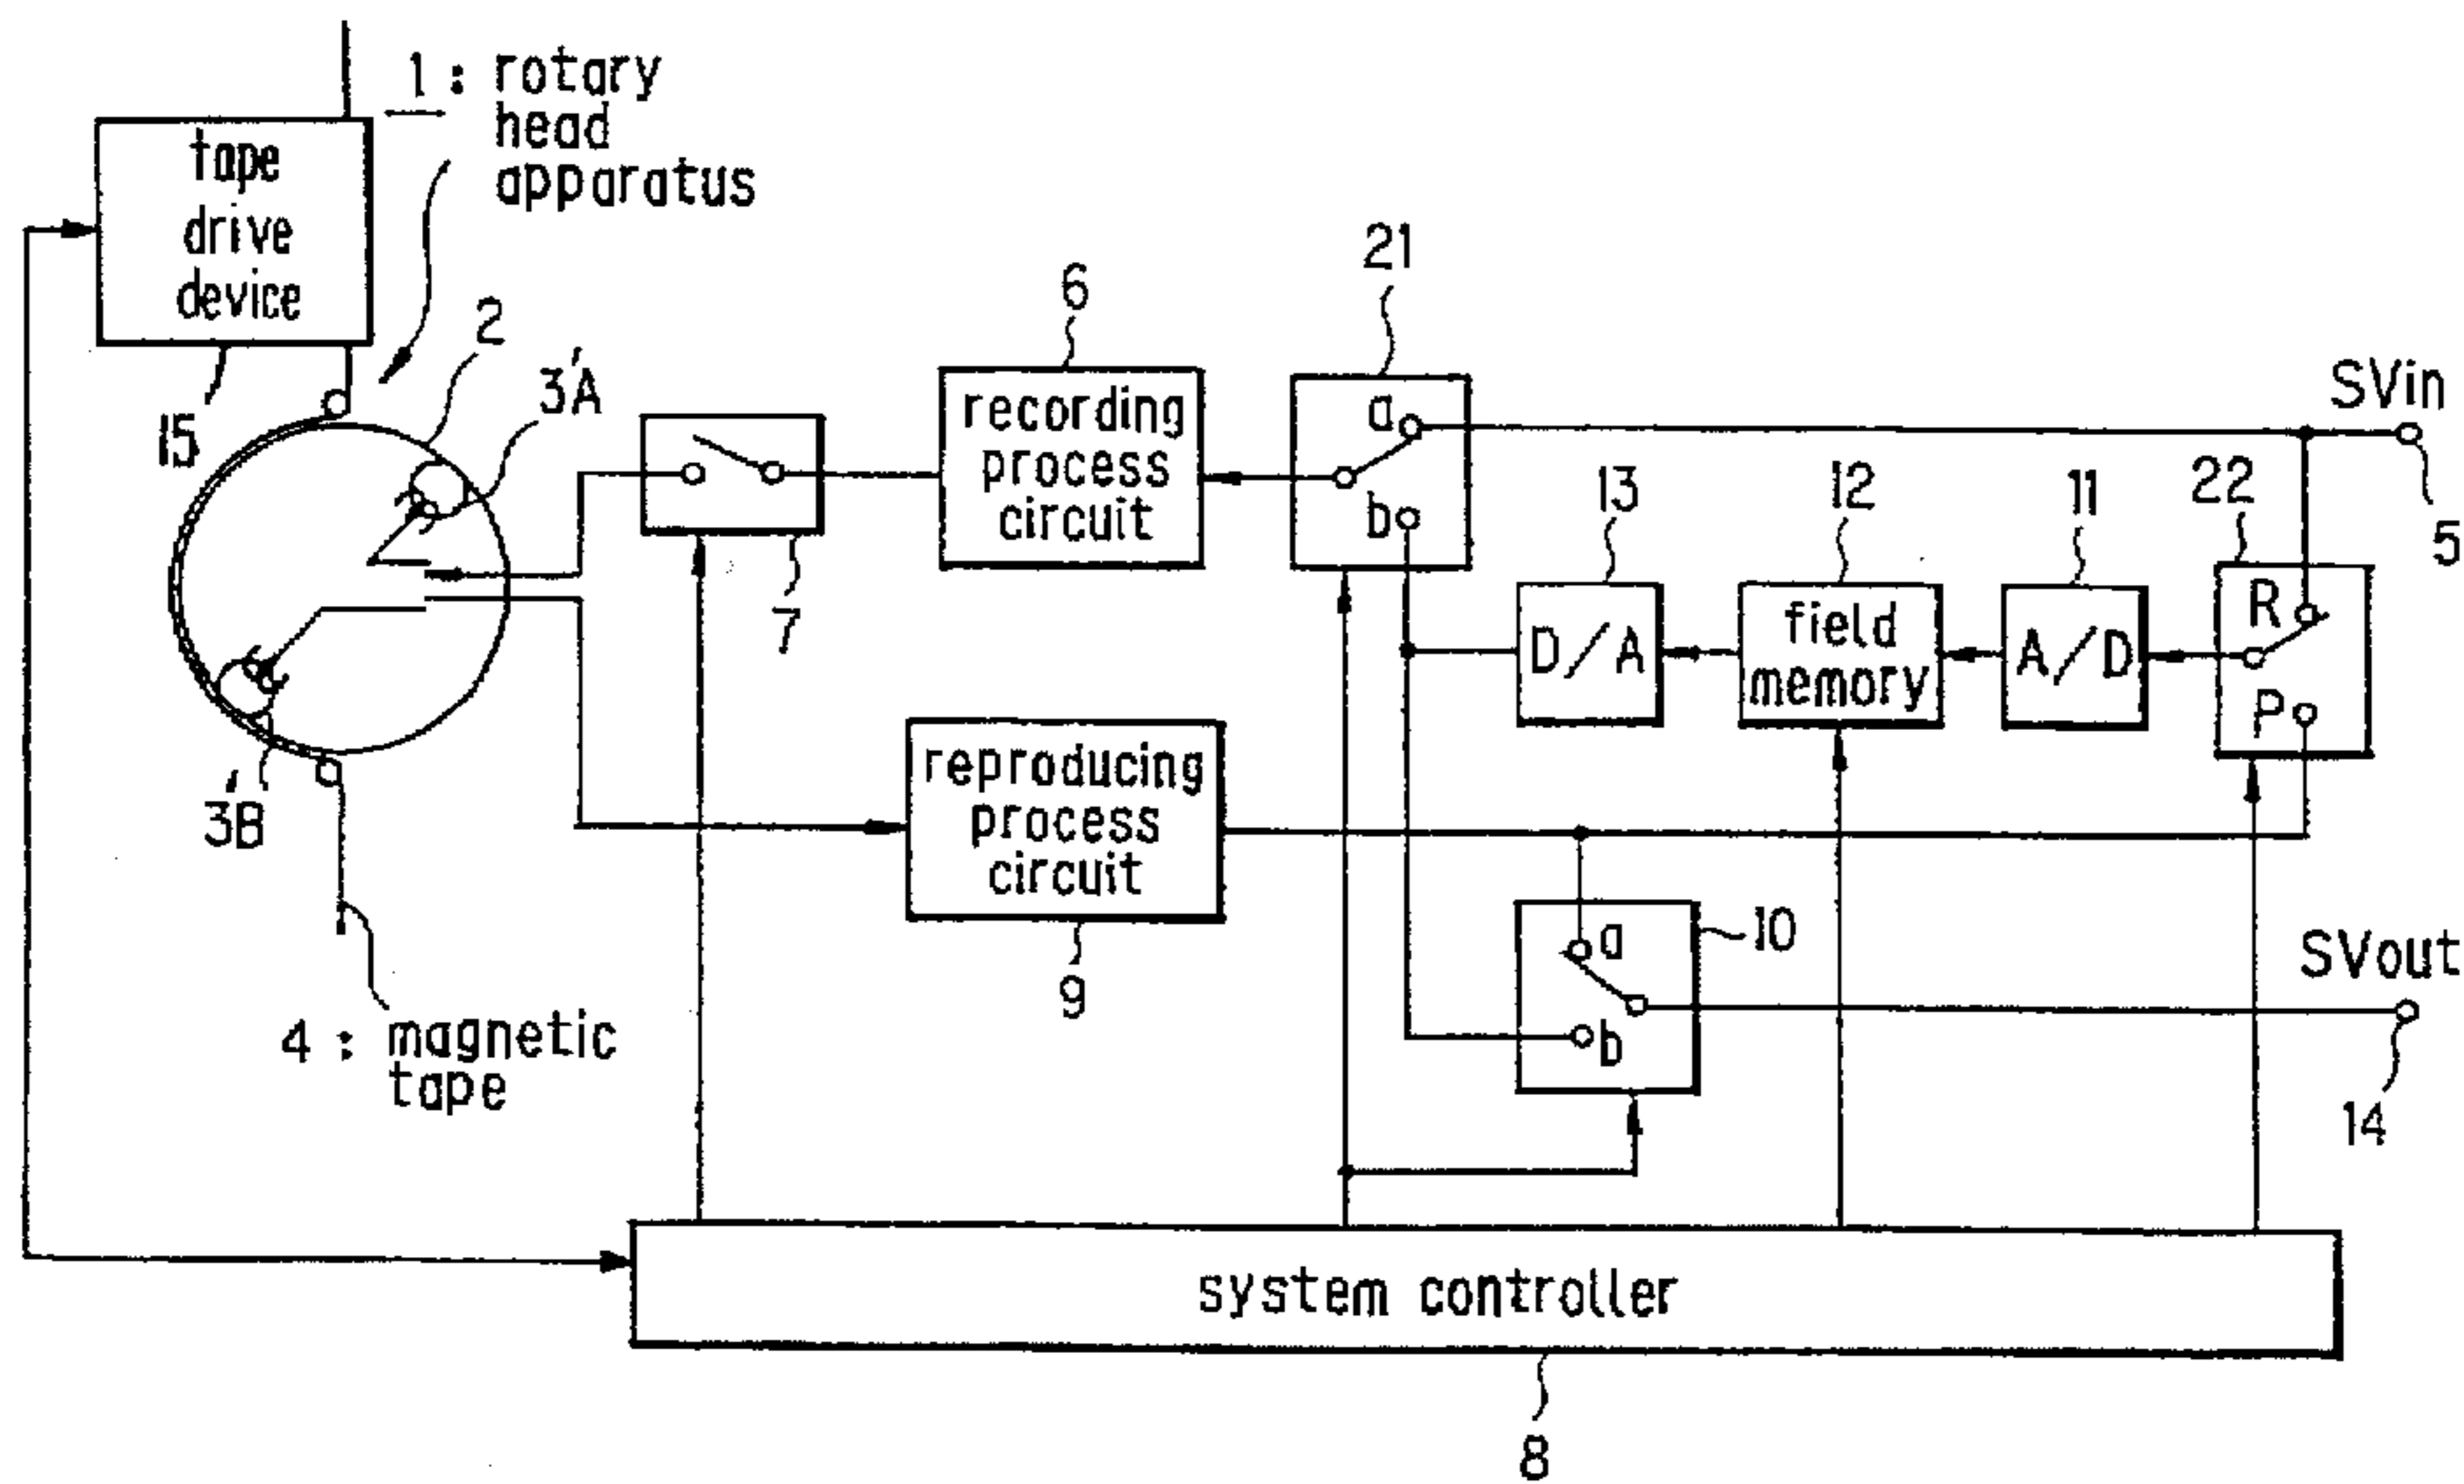 1 : rotary
head
apparatus
tape
drive
device
15
2
3'A
3'B
4 : magnetic
tape
7
6
recording
process
circuit
21
a
b
SVin
5
22
R
P
11
A/D
12
field
memory
13
D/A
reproducing
process
circuit
9
10
a
b
SVout
14
system controller
8